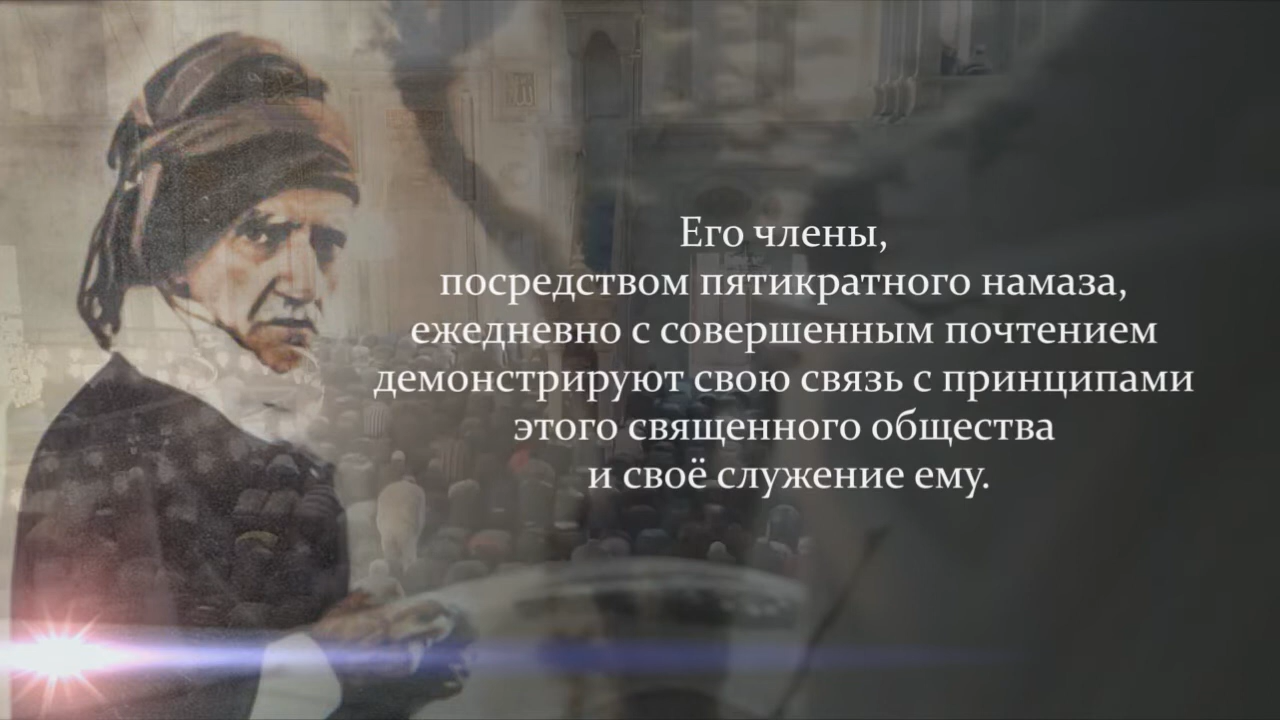 Его члены,
посредством пятикратного намаза,
ежедневно с совершенным почтением
демонстрируют свою связь с принципами
этого священного общества
и своё служение ему.